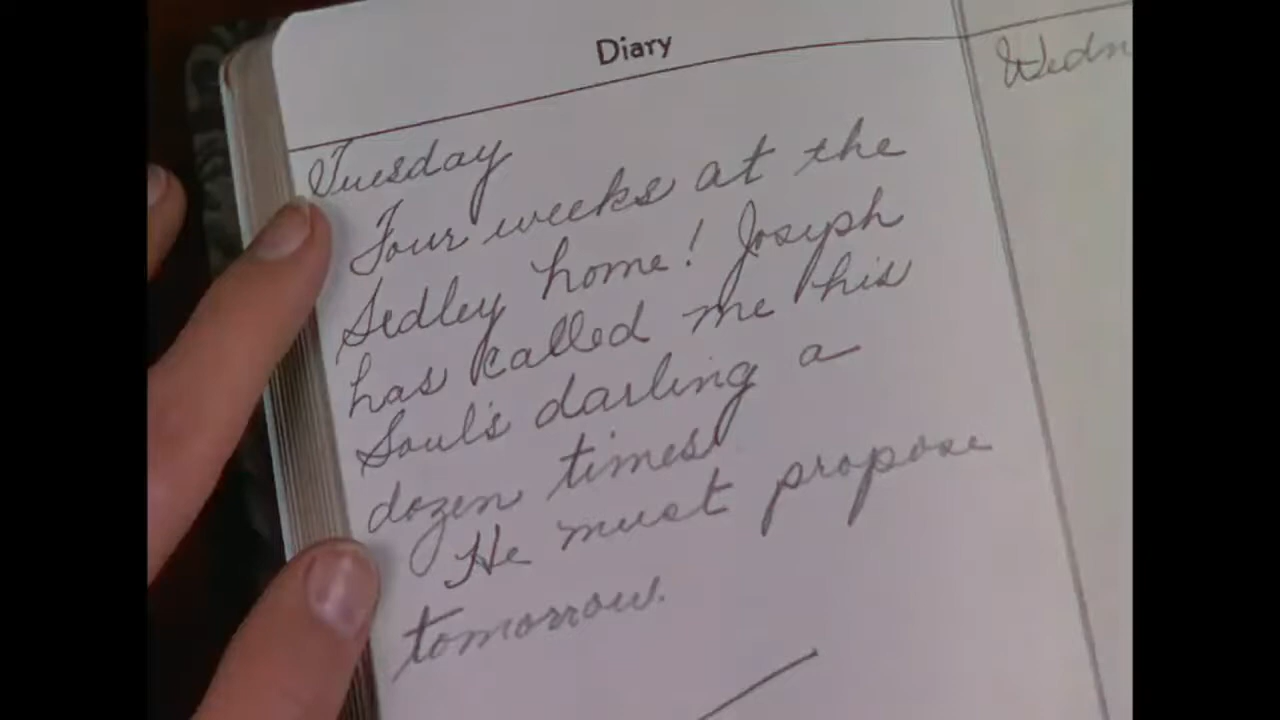 Diary
Tuesday
Four weeks at the
Sedley home! Joseph
has called me his
Soul's darling a
dozen times
He must propose
tomorrow.
Wedn